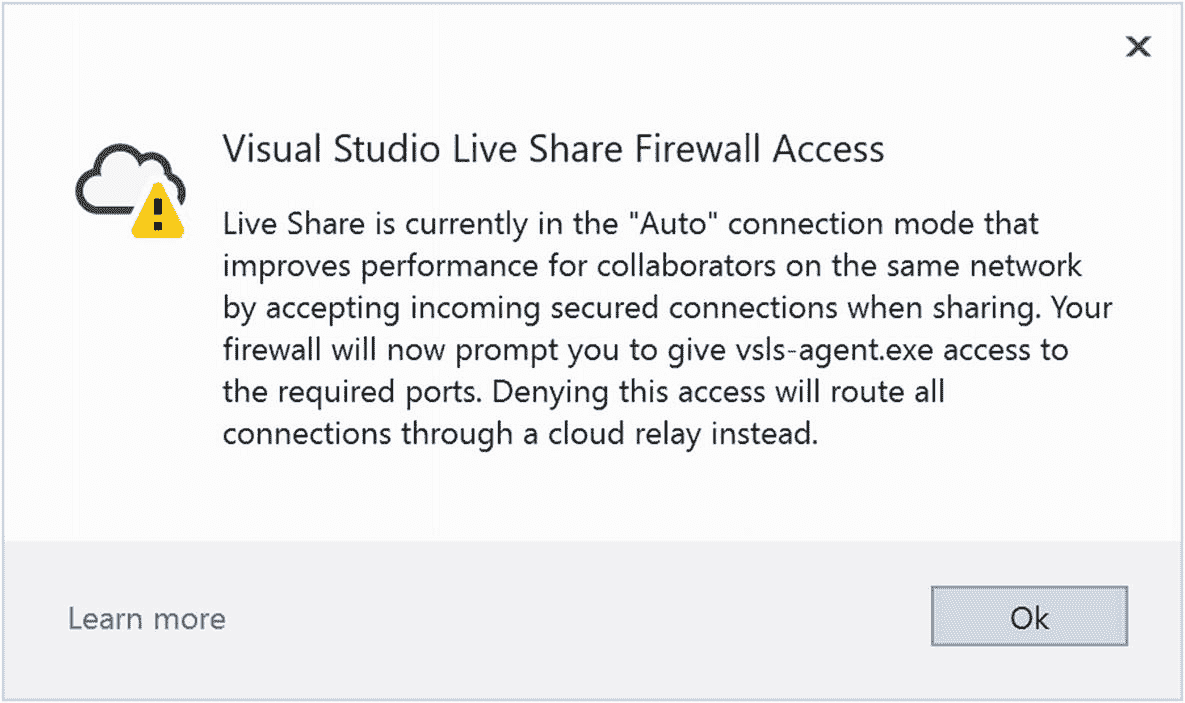 Visual Studio Live Share Firewall Access
Live Share is currently in the "Auto" connection mode that
improves performance for collaborators on the same network
by accepting incoming secured connections when sharing. Your
firewall will now prompt you to give vsls-agent.exe access to
the required ports. Denying this access will route all
connections through a cloud relay instead.
Learn more
Ok